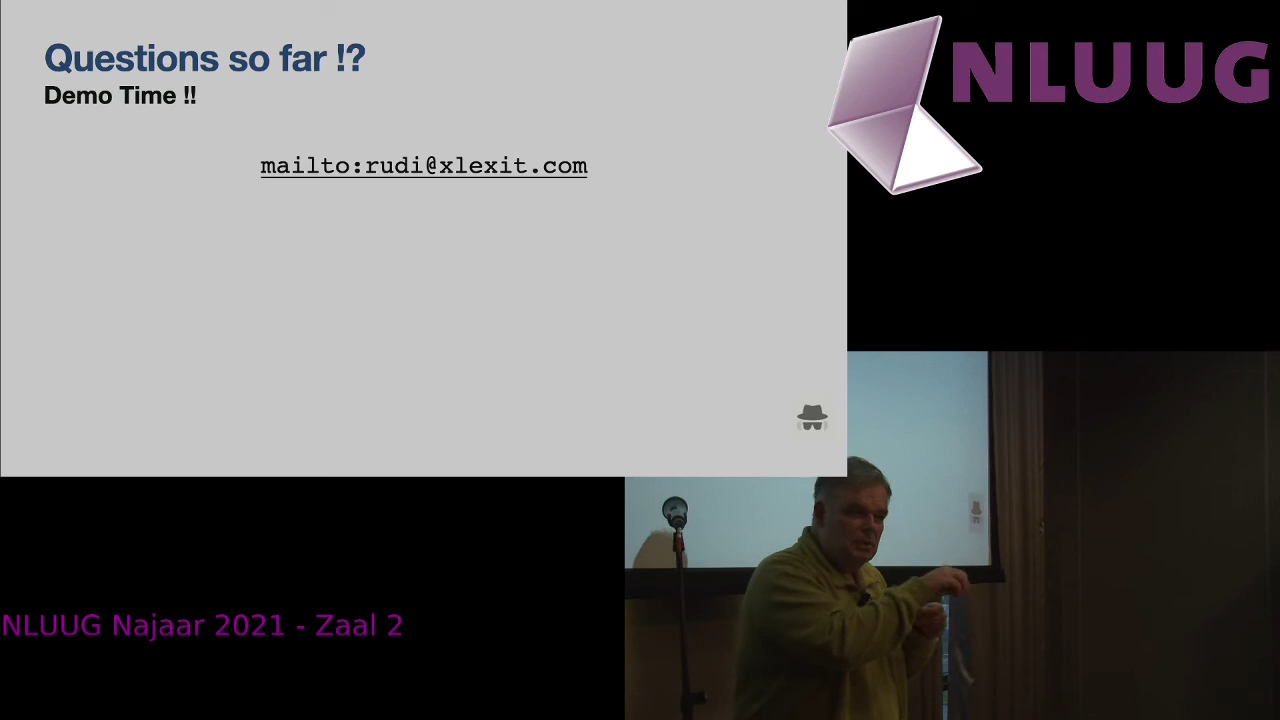 Questions so far !?
Demo Time !!
mailto:rudi@xlexit.com
NLUUG
NLUUG Najaar 2021 - Zaal 2